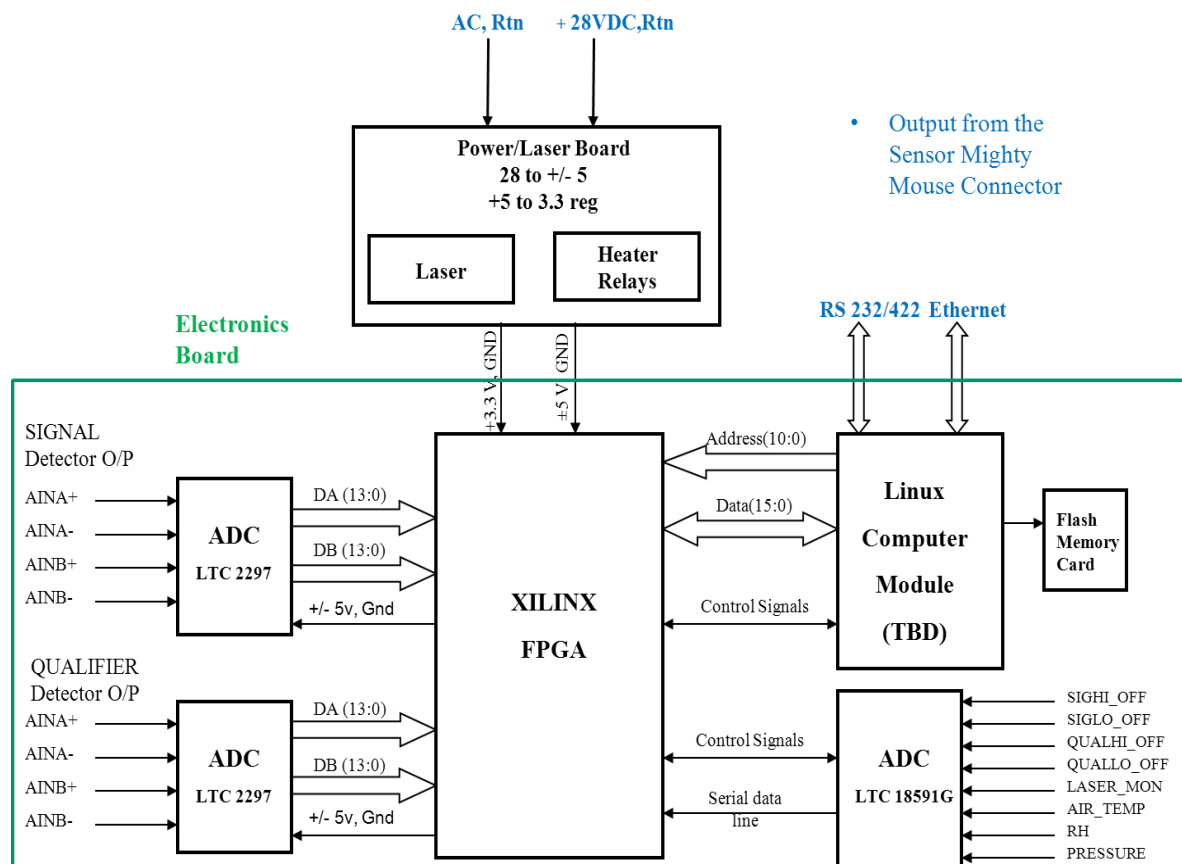 AC, Rtn
+ 28VDC,Rtn
Power/Laser Board
28 to +/- 5
+5 to 3.3 reg
Laser
Heater
Relays
• Output from the
Sensor Mighty
Mouse Connector
RS 232/422
Ethernet
Electronics
Board
+3.3 V, GND
±5 V, GND
SIGNAL
Detector O/P
AINA+
AINA-
AINB+
AINB-
ADC
LTC 2297
DA (13:0)
DB (13:0)
+/- 5v, Gnd
QUALIFIER
Detector O/P
AINA+
AINA-
AINB+
AINB-
ADC
LTC 2297
DA (13:0)
DB (13:0)
+/- 5v, Gnd
XILINX
FPGA
Address(10:0)
Data(15:0)
Control Signals
Linux
Computer
Module
(TBD)
Flash
Memory
Card
Control Signals
Serial data
line
ADC
LTC 18591G
SIGHI_OFF
SIGLO_OFF
QUALHI_OFF
QUALLO_OFF
LASER_MON
AIR_TEMP
RH
PRESSURE